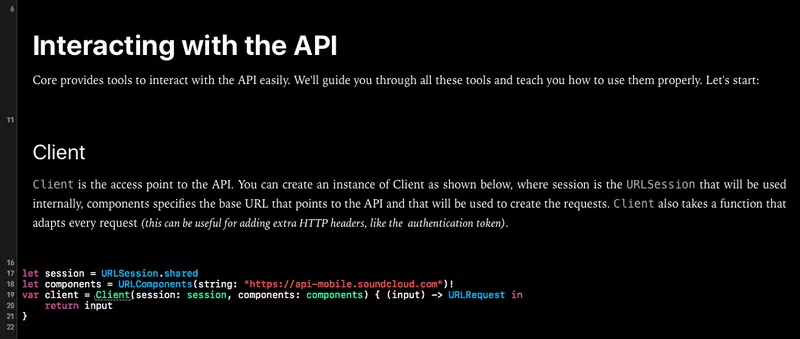 6
Interacting with the API
Core provides tools to interact with the API easily. We'll guide you through all these tools and teach you how to use them properly. Let's start:
11
Client
Client is the access point to the API. You can create an instance of Client as shown below, where session is the URLSession that will be used
internally, components specifies the base URL that points to the API and that will be used to create the requests. Client also takes a function that
adapts every request (this can be useful for adding extra HTTP headers, like the authentication token).
16
17 let session = URLSession.shared
18 let components = URLComponents(string: "https://api-mobile.soundcloud.com")!
19 var client = Client(session: session, components: components) { (input) -> URLRequest in
20 return input
21 }
22